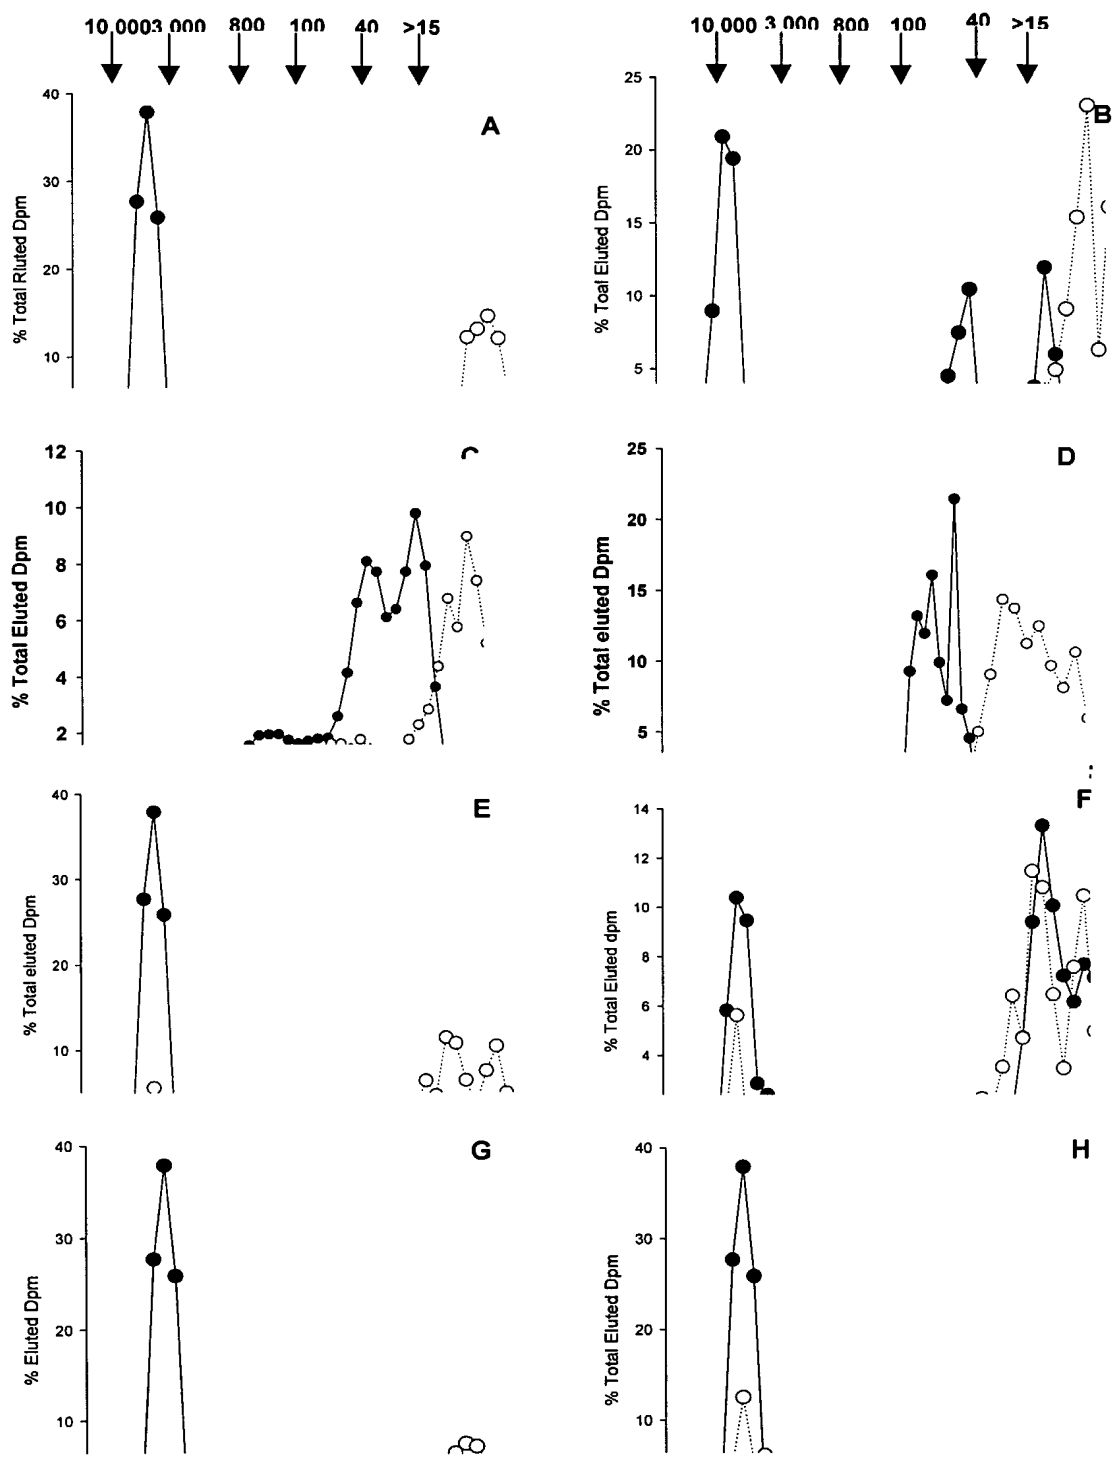 10,000 3,000 800 100 40 >15
10,000 3,000 800 100 40 >15
A
% Total Rluted Dpm
40
30
20
10
B
% Toal Eluted Dpm
25
20
15
10
5
C
% Total Eluted Dpm
12
10
8
6
4
2
D
% Total eluted Dpm
25
20
15
10
5
E
% Total eluted Dpm
40
30
20
10
F
% Total Eluted dpm
14
12
10
8
6
4
G
% Eluted Dpm
40
30
20
10
H
% Total Eluted Dpm
40
30
20
10